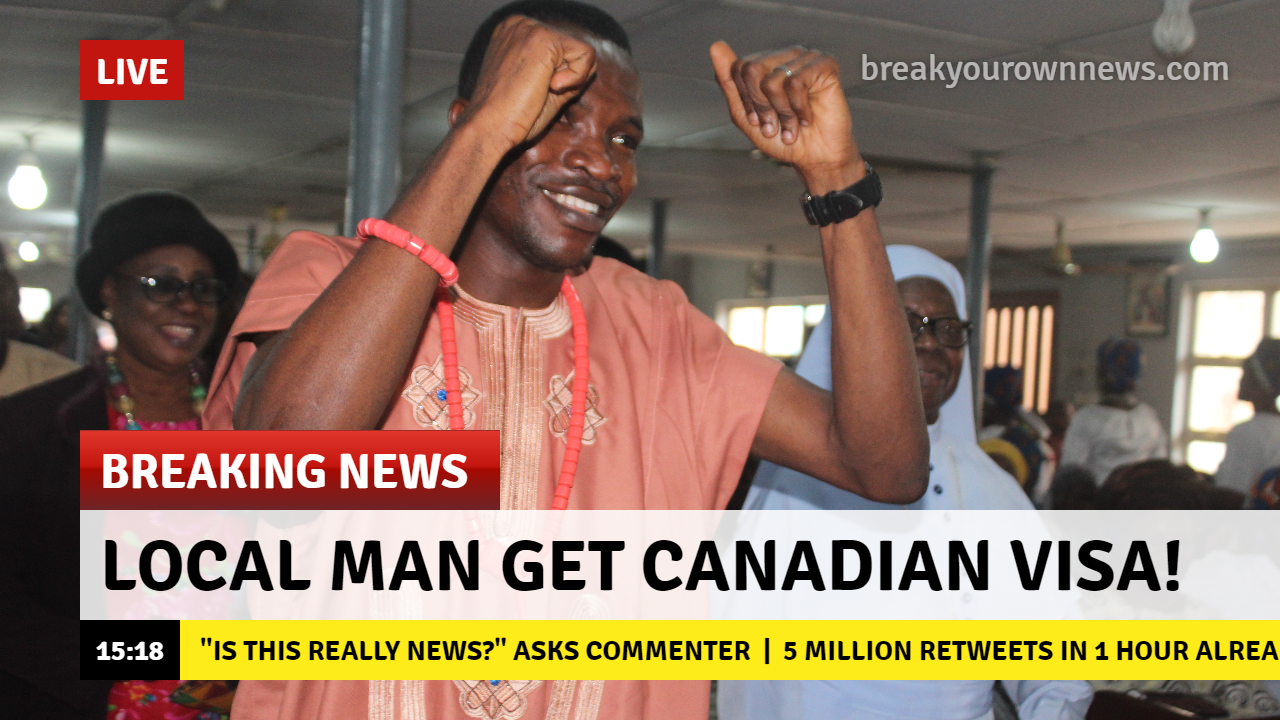 LIVE
breakyourownnews.com
BREAKING NEWS
LOCAL MAN GET CANADIAN VISA!
15:18 "IS THIS REALLY NEWS?" ASKS COMMENTER | 5 MILLION RETWEETS IN 1 HOUR ALREA